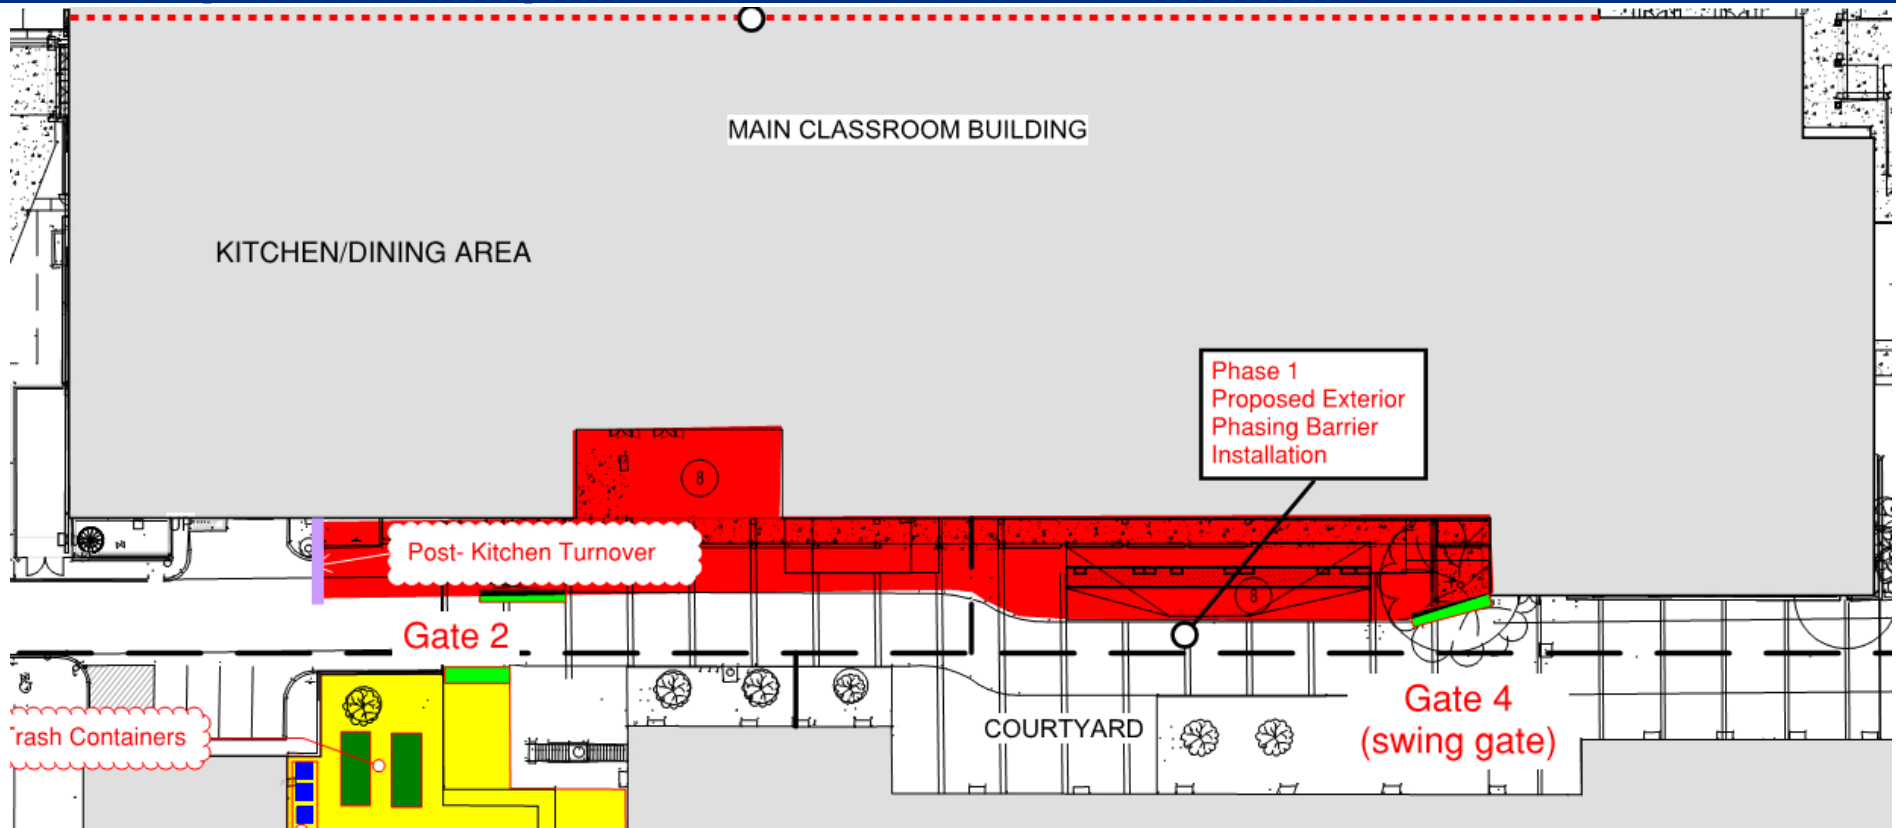 MAIN CLASSROOM BUILDING
KITCHEN/DINING AREA
Phase 1
Proposed Exterior
Phasing Barrier
Installation
8
Post- Kitchen Turnover
8
Gate 2
Gate 4
(swing gate)
COURTYARD
Trash Containers